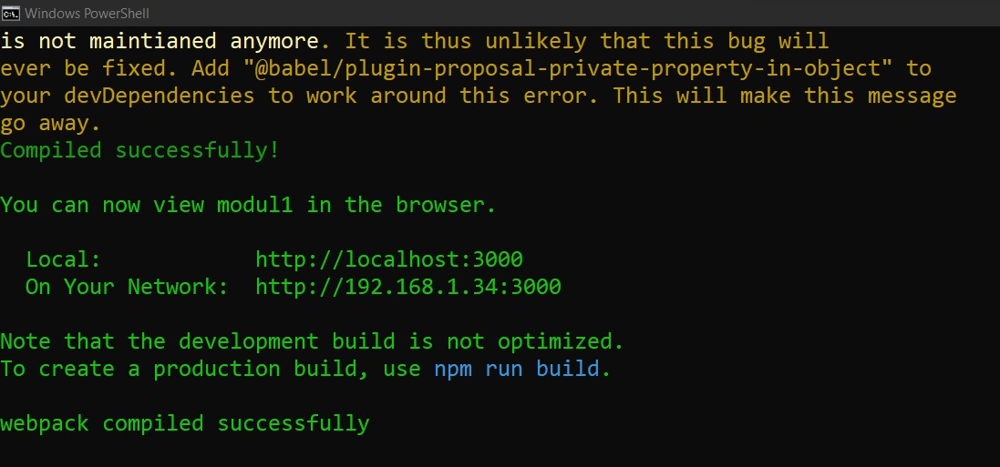 Windows PowerShell
is not maintianed anymore. It is thus unlikely that this bug will
ever be fixed. Add "@babel/plugin-proposal-private-property-in-object" to
your devDependencies to work around this error. This will make this message
go away.
Compiled successfully!
You can now view modul1 in the browser.
Local: http://localhost:3000
On Your Network: http://192.168.1.34:3000
Note that the development build is not optimized.
To create a production build, use npm run build.
webpack compiled successfully